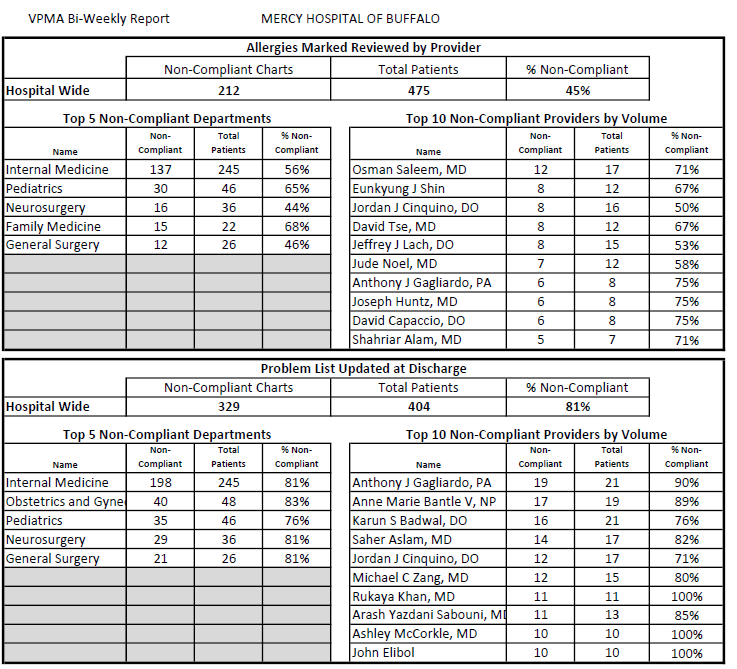 VPMA Bi-Weekly Report MERCY HOSPITAL OF BUFFALO
Allergies Marked Reviewed by Provider
Non-Compliant Charts Total Patients % Non-Compliant
Hospital Wide 212 475 45%
Top 5 Non-Compliant Departments
Name Non-Compliant Total Patients % Non-Compliant
Internal Medicine 137 245 56%
Pediatrics 30 46 65%
Neurosurgery 16 36 44%
Family Medicine 15 22 68%
General Surgery 12 26 46%
Top 10 Non-Compliant Providers by Volume
Name Non-Compliant Total Patients % Non-Compliant
Osman Saleem, MD 12 17 71%
Eunkyung J Shin 8 12 67%
Jordan J Cinquino, DO 8 16 50%
David Tse, MD 8 12 67%
Jeffrey J Lach, DO 8 15 53%
Jude Noel, MD 7 12 58%
Anthony J Gagliardo, PA 6 8 75%
Joseph Huntz, MD 6 8 75%
David Capaccio, DO 6 8 75%
Shahriar Alam, MD 5 7 71%
Problem List Updated at Discharge
Non-Compliant Charts Total Patients % Non-Compliant
Hospital Wide 329 404 81%
Top 5 Non-Compliant Departments
Name Non-Compliant Total Patients % Non-Compliant
Internal Medicine 198 245 81%
Obstetrics and Gyne 40 48 83%
Pediatrics 35 46 76%
Neurosurgery 29 36 81%
General Surgery 21 26 81%
Top 10 Non-Compliant Providers by Volume
Name Non-Compliant Total Patients % Non-Compliant
Anthony J Gagliardo, PA 19 21 90%
Anne Marie Bantle V, NP 17 19 89%
Karun S Badwal, DO 16 21 76%
Saher Aslam, MD 14 17 82%
Jordan J Cinquino, DO 12 17 71%
Michael C Zang, MD 12 15 80%
Rukaya Khan, MD 11 11 100%
Arash Yazdani Sabouni, MD 11 13 85%
Ashley McCorkle, MD 10 10 100%
John Elibol 10 10 100%